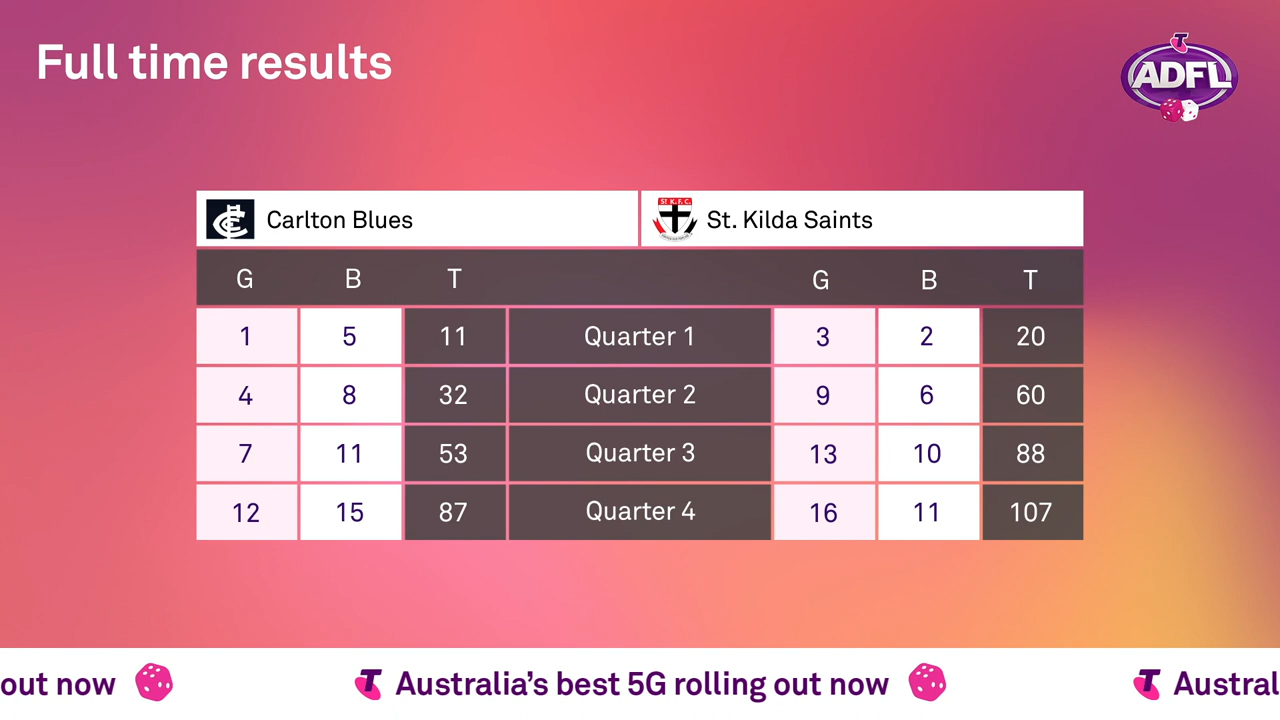 Full time results
T
ADFL
Carlton Blues
ST K.F.C.
St. Kilda Saints
G B T G B T
1 5 11 Quarter 1 3 2 20
4 8 32 Quarter 2 9 6 60
7 11 53 Quarter 3 13 10 88
12 15 87 Quarter 4 16 11 107
out now T Australia's best 5G rolling out now T Austral